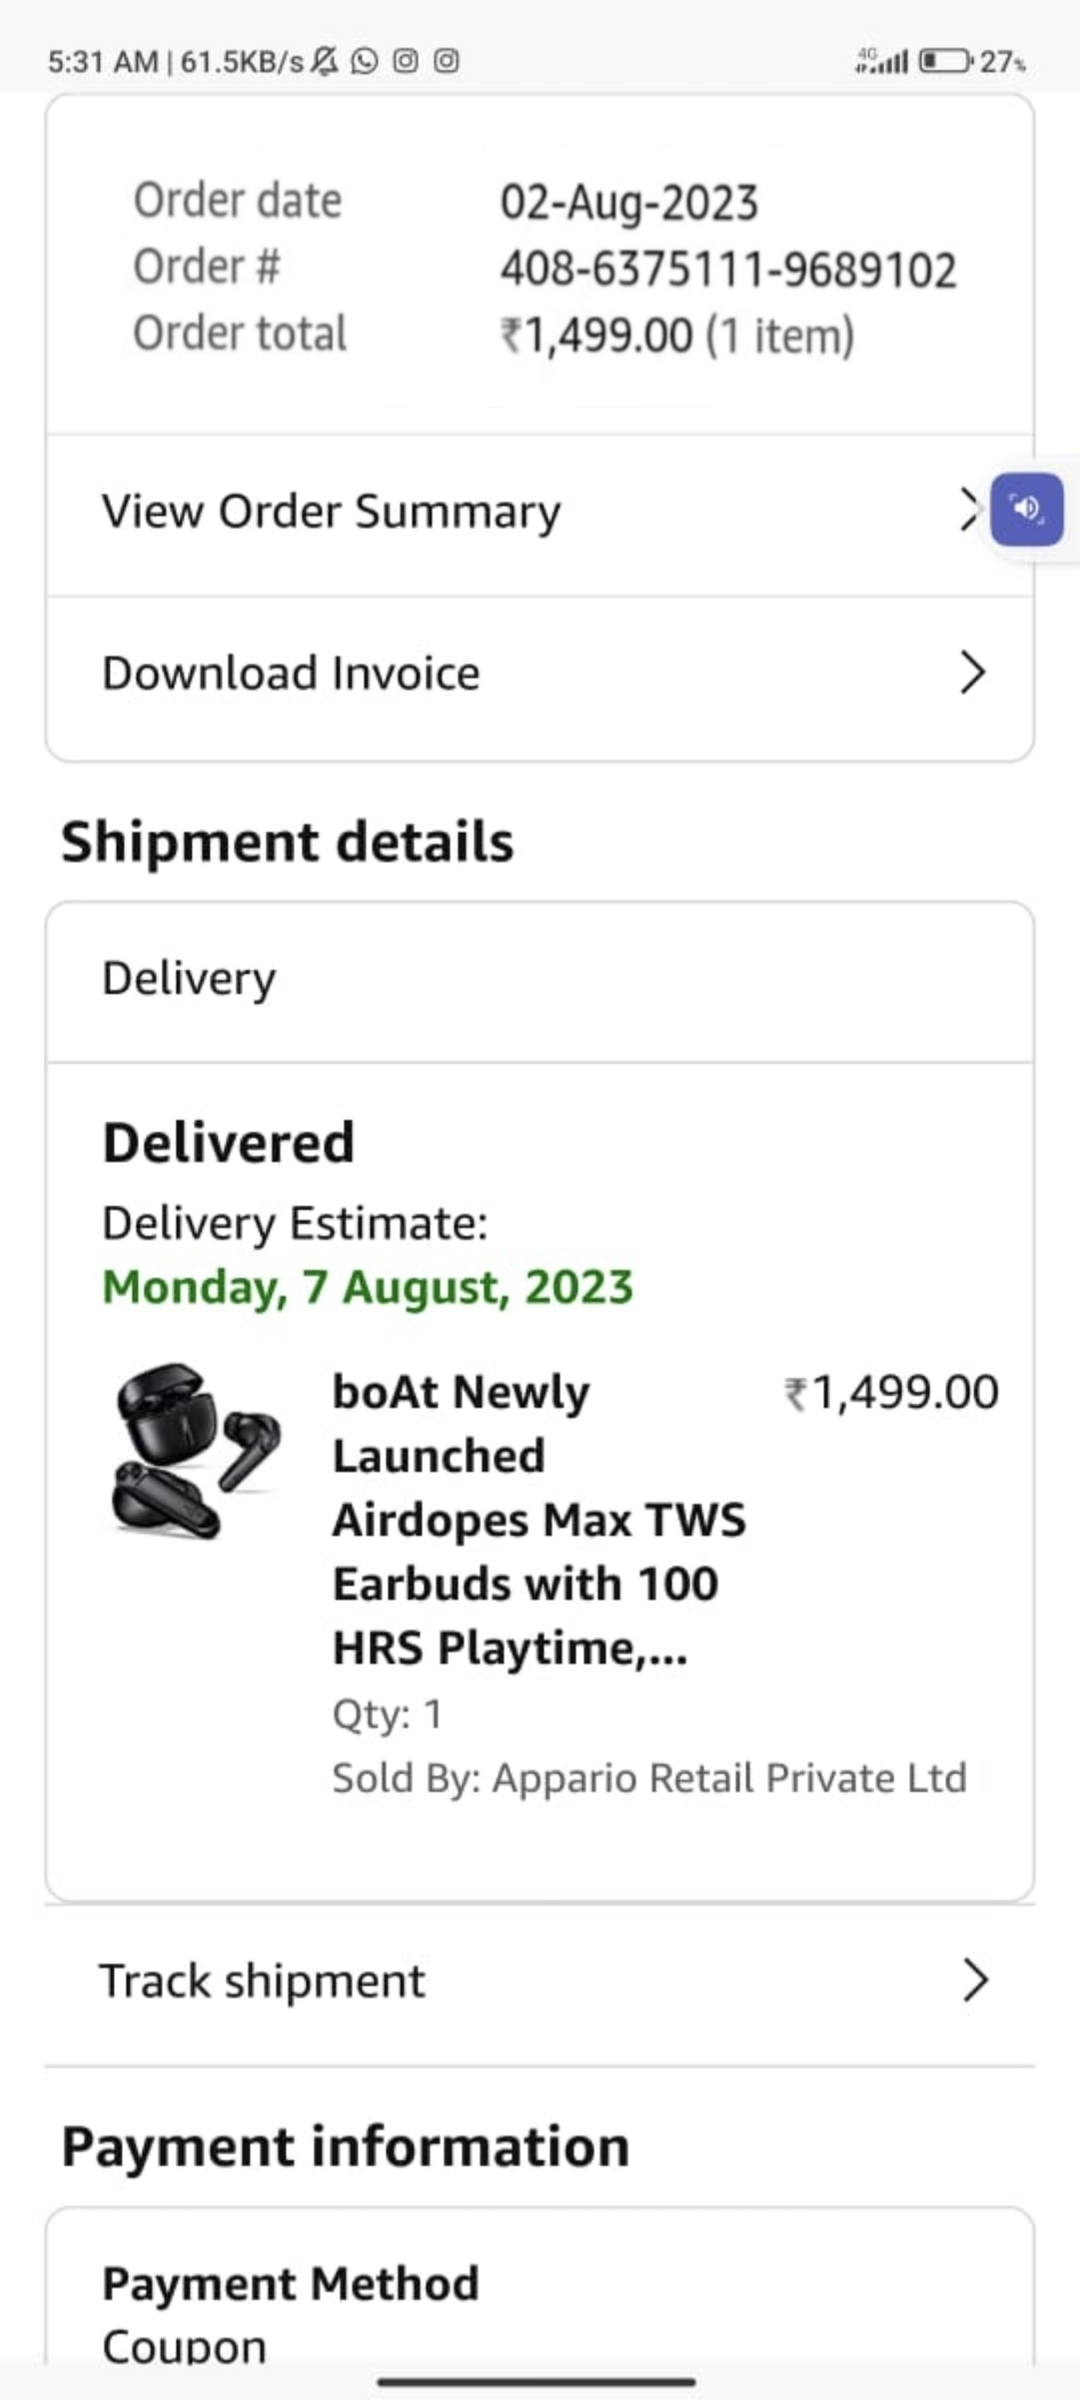 5:31 AM | 61.5KB/s
4G
27%
Order date 02-Aug-2023
Order # 408-6375111-9689102
Order total ₹1,499.00 (1 item)
View Order Summary
Download Invoice
Shipment details
Delivery
Delivered
Delivery Estimate:
Monday, 7 August, 2023
boAt Newly ₹1,499.00
Launched
Airdopes Max TWS
Earbuds with 100
HRS Playtime,...
Qty: 1
Sold By: Appario Retail Private Ltd
Track shipment
Payment information
Payment Method
Coupon